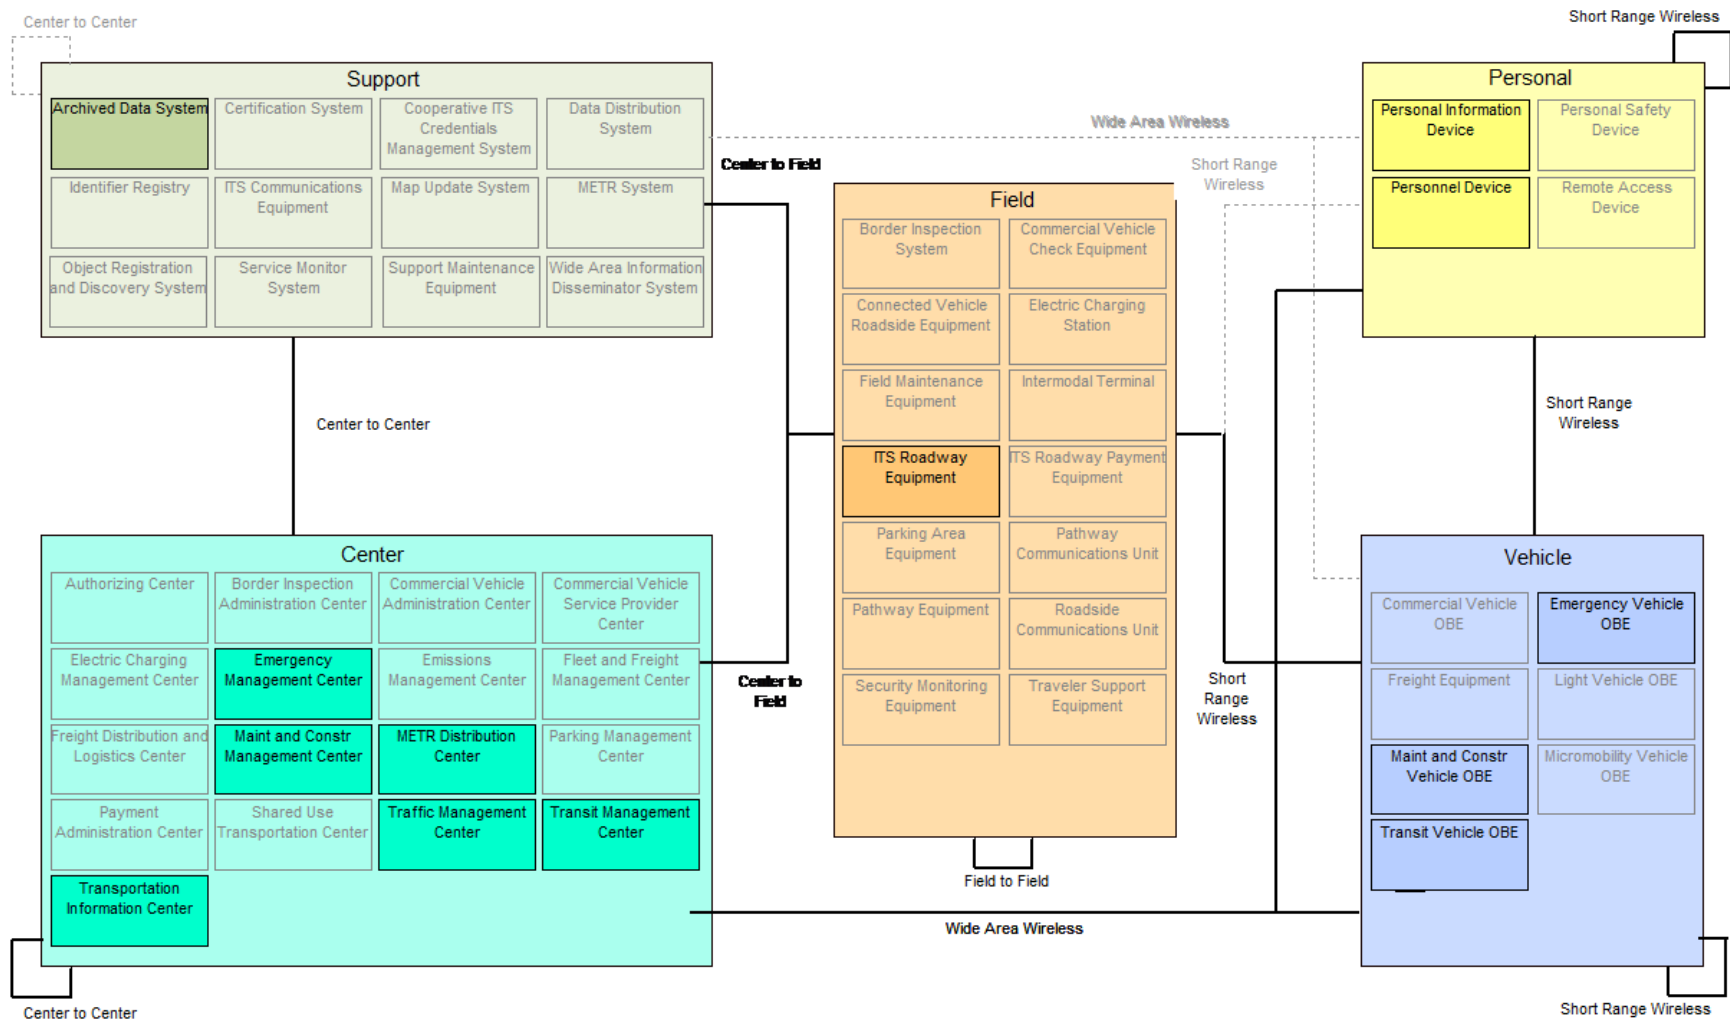 Center to Center
Short Range Wireless
Support
Archived Data System
Certification System
Cooperative ITS
Credentials
Management System
Data Distribution
System
Identifier Registry
ITS Communications
Equipment
Map Update System
METR System
Object Registration
and Discovery System
Service Monitor
System
Support Maintenance
Equipment
Wide Area Information
Disseminator System
Center to Field
Wide Area Wireless
Short Range
Wireless
Personal
Personal Information
Device
Personal Safety
Device
Personnel Device
Remote Access
Device
Field
Border Inspection
System
Commercial Vehicle
Check Equipment
Connected Vehicle
Roadside Equipment
Electric Charging
Station
Field Maintenance
Equipment
Intermodal Terminal
ITS Roadway
Equipment
ITS Roadway Payment
Equipment
Parking Area
Equipment
Pathway
Communications Unit
Pathway Equipment
Roadside
Communications Unit
Security Monitoring
Equipment
Traveler Support
Equipment
Field to Field
Center to Center
Short Range
Wireless
Center
Authorizing Center
Border Inspection
Administration Center
Commercial Vehicle
Administration Center
Commercial Vehicle
Service Provider
Center
Electric Charging
Management Center
Emergency
Management Center
Emissions
Management Center
Fleet and Freight
Management Center
Freight Distribution and
Logistics Center
Maint and Constr
Management Center
METR Distribution
Center
Parking Management
Center
Payment
Administration Center
Shared Use
Transportation Center
Traffic Management
Center
Transit Management
Center
Transportation
Information Center
Center to
Field
Short
Range
Wireless
Vehicle
Commercial Vehicle
OBE
Emergency Vehicle
OBE
Freight Equipment
Light Vehicle OBE
Maint and Constr
Vehicle OBE
Micromobility Vehicle
OBE
Transit Vehicle OBE
Wide Area Wireless
Center to Center
Short Range Wireless